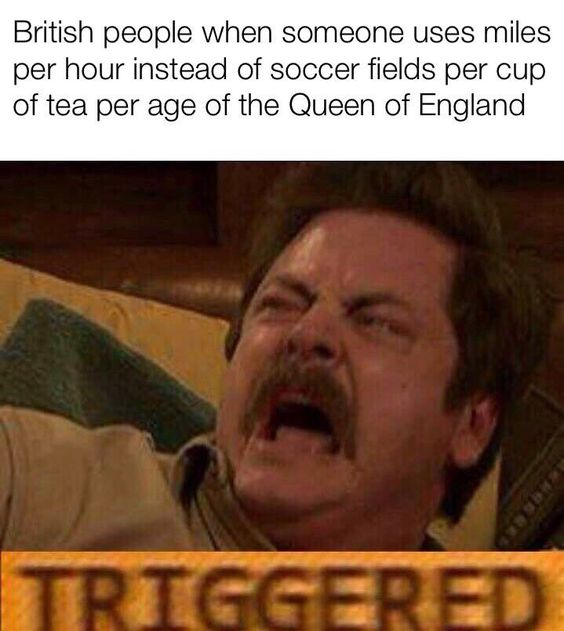 British people when someone uses miles
per hour instead of soccer fields per cup
of tea per age of the Queen of England
TRIGGERED